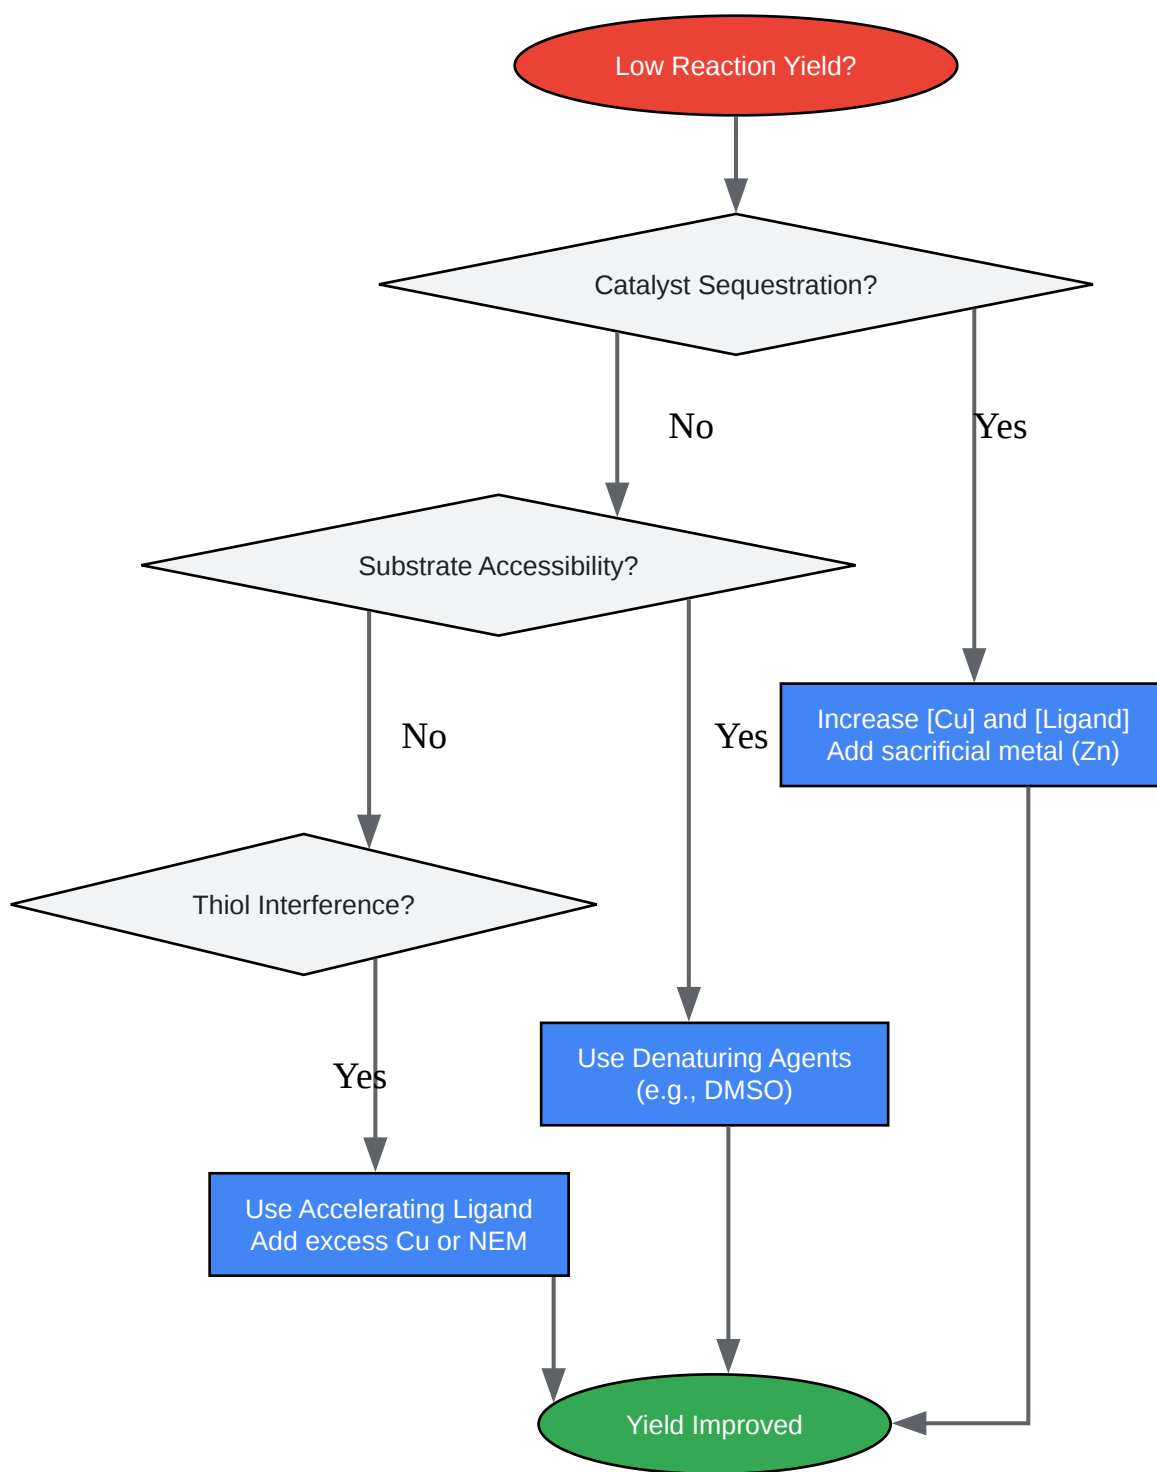 Low Reaction Yield?
Catalyst Sequestration?
No
Yes
Substrate Accessibility?
No
Yes
Increase [Cu] and [Ligand]
Add sacrificial metal (Zn)
Thiol Interference?
Yes
Use Denaturing Agents
(e.g., DMSO)
Use Accelerating Ligand
Add excess Cu or NEM
Yield Improved